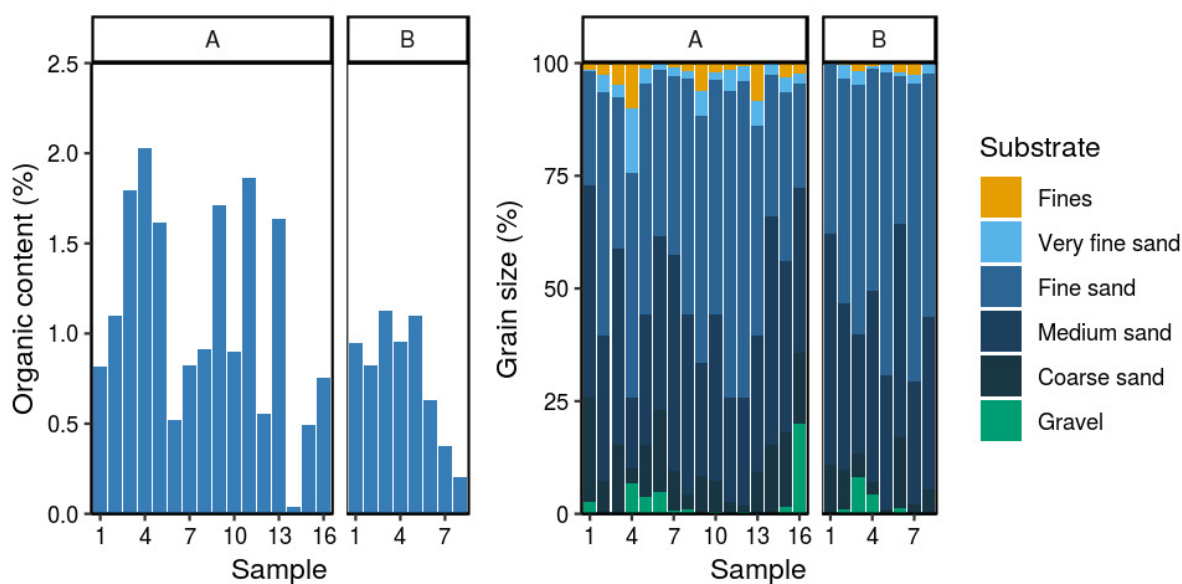 A
B
Organic content (%)
2.5
2.0
1.5
1.0
0.5
0.0
1 4 7 10 13 16
1 4 7
Sample
A
B
Grain size (%)
100
75
50
25
0
1 4 7 10 13 16
1 4 7
Sample
Substrate
Fines
Very fine sand
Fine sand
Medium sand
Coarse sand
Gravel